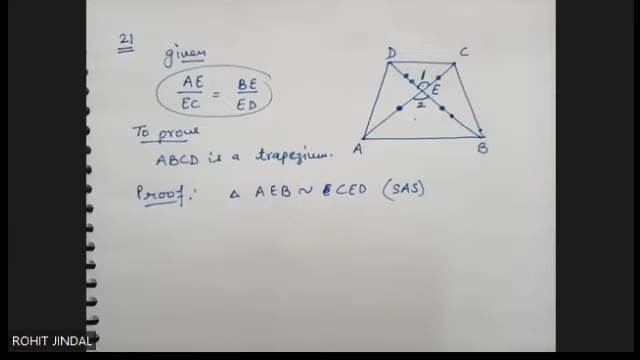 21
given
AE/EC = BE/ED
To prove
ABCD is a trapezium.
Proof: Δ AEB ~ CED (SAS)
D C
1
E
2
A B
ROHIT JINDAL